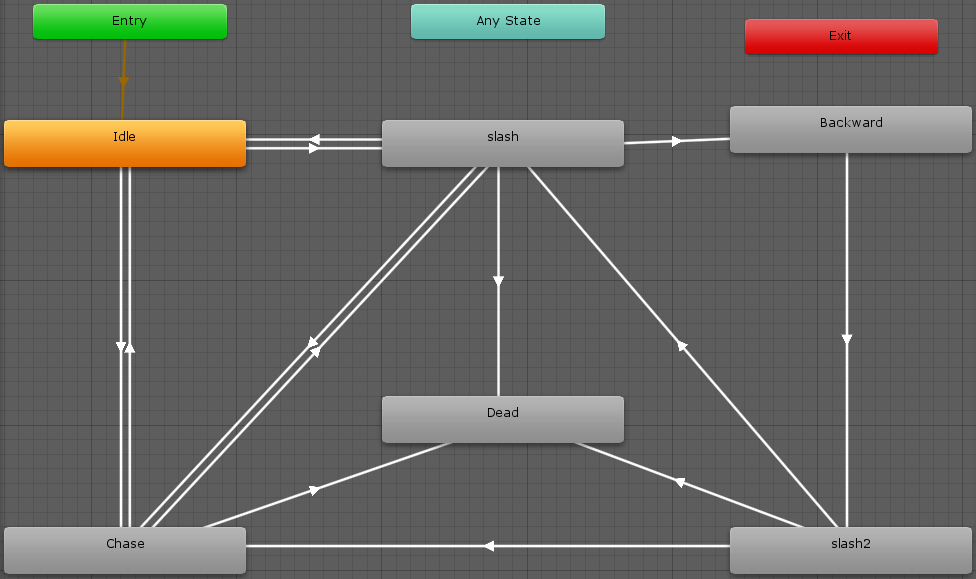 Entry
Any State
Exit
Idle
slash
Backward
Dead
Chase
slash2